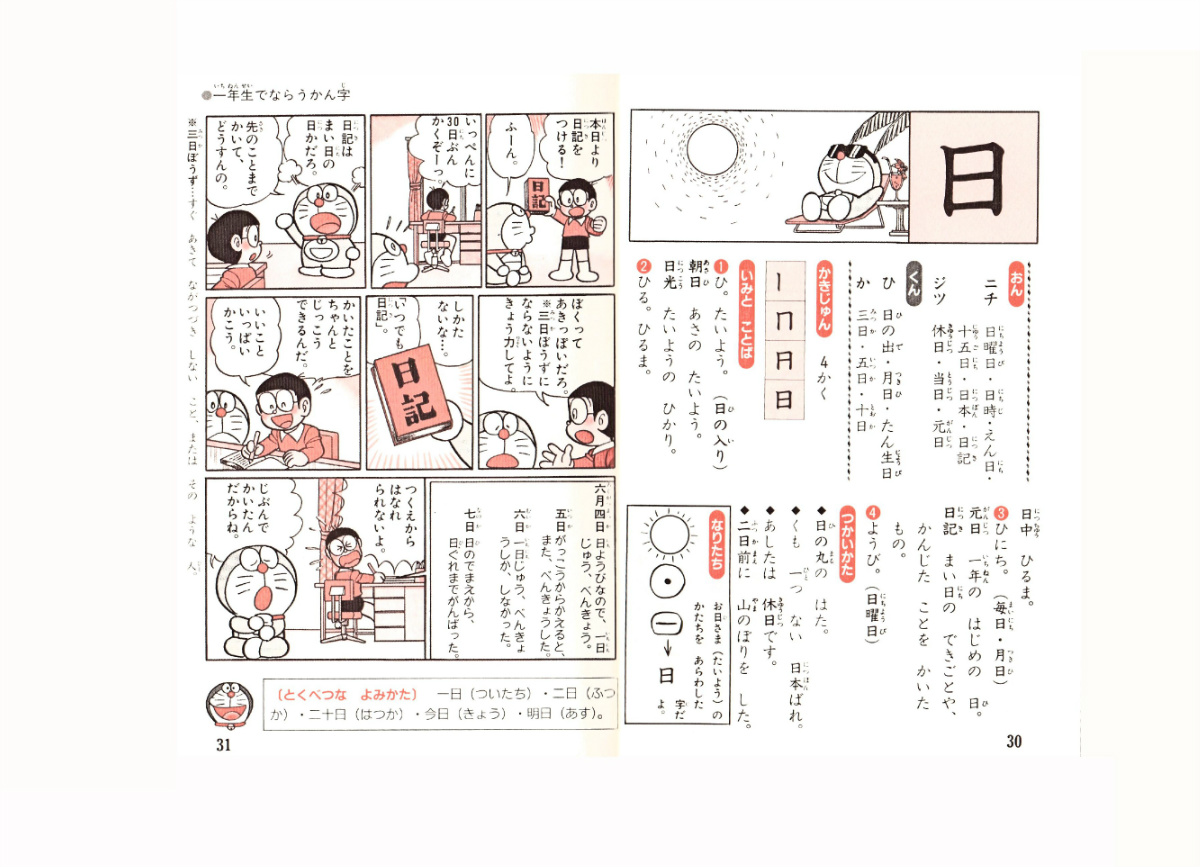 日
おん
ニチ 日曜日・日時・えん日・
十五日・日本・日記
ジツ 休日・当日・元日
くん
ひ 日の出・月日・たん生日
か 三日・五日・十日
かきじゅん 4かく
いみと ことば
❶ひ。たいよう。(日の入り)
朝日 あさの たいよう。
日光 たいようの ひかり。
❷ひる。ひるま。
日中 ひるま。
❸ひにち。(毎日・月日)
元日 一年の はじめの 日。
日記 まい日の できごとや、
かんじた ことを かいた
もの。
❹ようび。(日曜日)
つかいかた
◆日の丸の はた。
◆くも 一つ ない 日本ばれ。
◆あしたは 休日です。
◆二日前に 山のぼりを した。
なりたち
お日さま(たいよう)の
かたちを あらわした
字だ
よ。
日
30
●一年生でならうかん字
本日より
日記を
つける!
日記
ふーん。
いっぺんに
30日ぶん
かくぞーっ。
日記は
まい日の
日かだろ。
先のことまで
かいて、
どうすんの。
ぼくって
あきっぽいだろ。
※三日ぼうずに
ならないように
きょう力してよ。
しかた
ないな…。
「いつでも
日記」。
日記
かいたことを
ちゃんと
じっこう
できるんだ。
いいこと
いっぱい
かこう。
六月四日 日ようびなので、一日
じゅう、べんきょう。
五日 がっこうからかえると、
また、べんきょうした。
六日 一日じゅう、べんきょ
うしか、しなかった。
七日 日のでまえから、
日ぐれまでがんばった。
つくえから
はなれ
られないよ。
じぶんで
かいたん
だからね。
※三日ぼうず…すぐ あきて ながつづき しない こと、または その ような 人。
(とくべつな よみかた) 一日(ついたち)・二日(ふつ
か)・二十日(はつか)・今日(きょう)・明日(あす)。
31